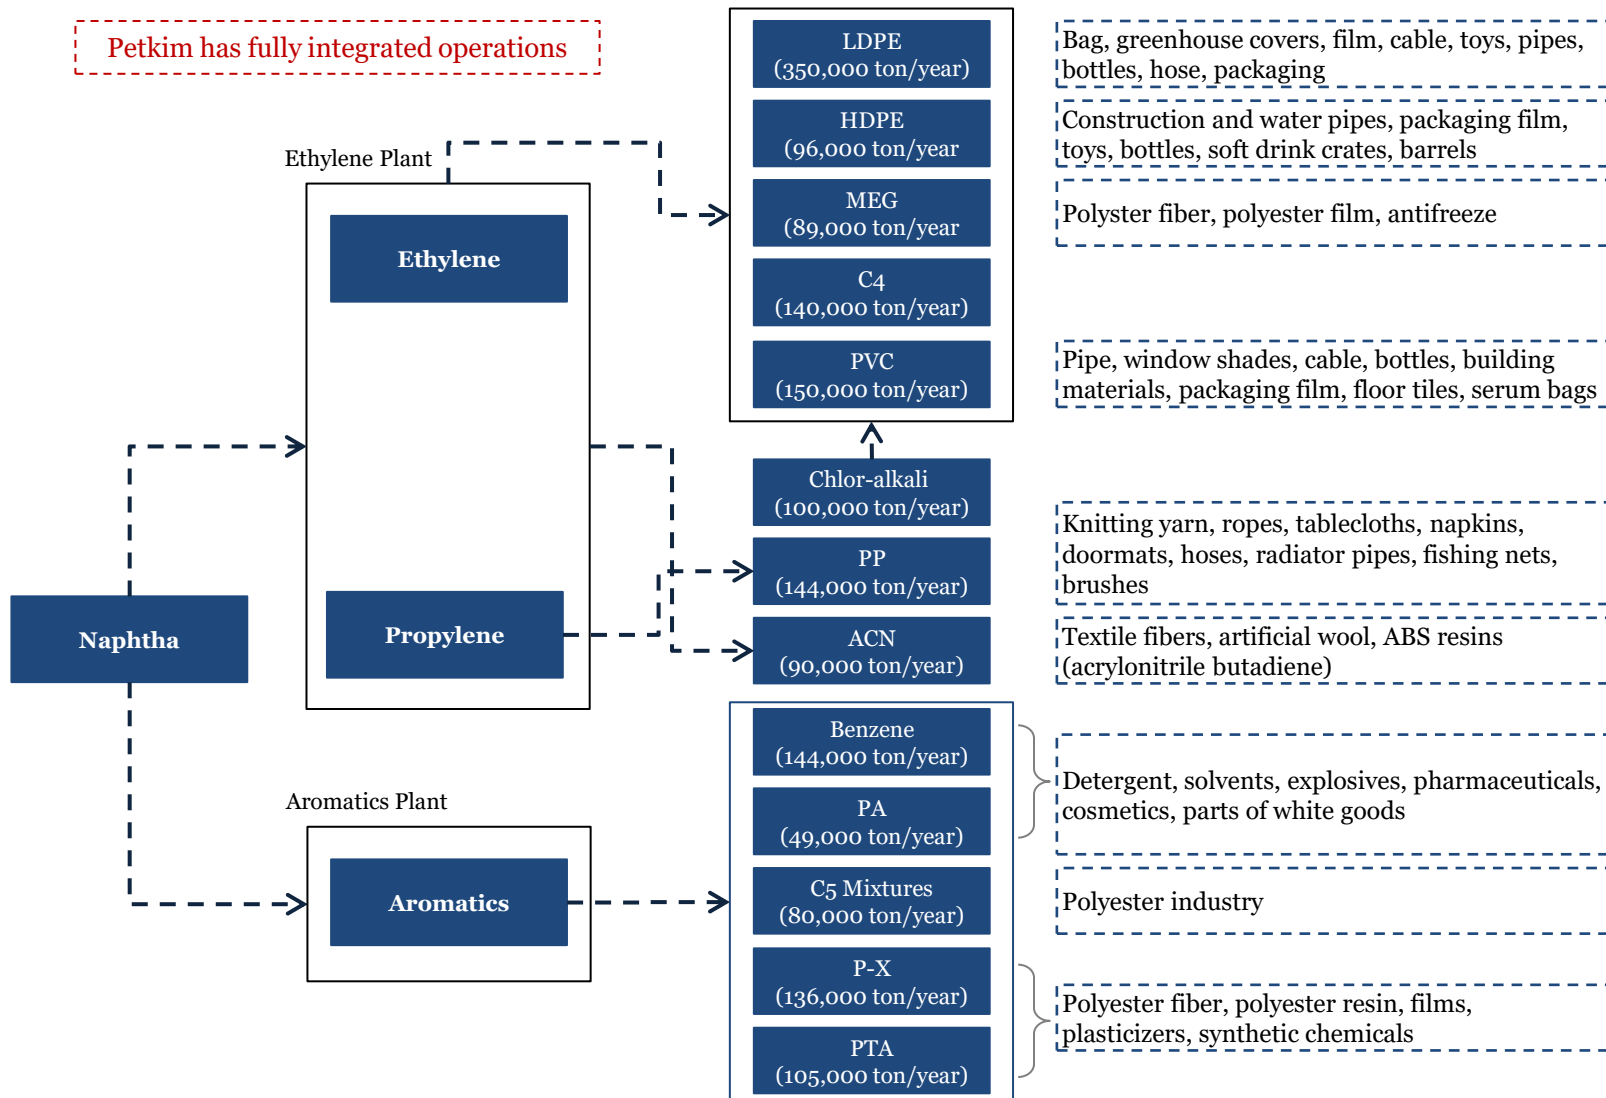 Petkim has fully integrated operations
LDPE
(350,000 ton/year)
Bag, greenhouse covers, film, cable, toys, pipes,
bottles, hose, packaging
HDPE
(96,000 ton/year
Construction and water pipes, packaging film,
toys, bottles, soft drink crates, barrels
Ethylene Plant
MEG
(89,000 ton/year
Polyster fiber, polyester film, antifreeze
Ethylene
C4
(140,000 ton/year)
PVC
(150,000 ton/year)
Pipe, window shades, cable, bottles, building
materials, packaging film, floor tiles, serum bags
Chlor-alkali
(100,000 ton/year)
PP
(144,000 ton/year)
Knitting yarn, ropes, tablecloths, napkins,
doormats, hoses, radiator pipes, fishing nets,
brushes
Naphtha
Propylene
ACN
(90,000 ton/year)
Textile fibers, artificial wool, ABS resins
(acrylonitrile butadiene)
Benzene
(144,000 ton/year)
Detergent, solvents, explosives, pharmaceuticals,
cosmetics, parts of white goods
Aromatics Plant
PA
(49,000 ton/year)
Aromatics
C5 Mixtures
(80,000 ton/year)
Polyester industry
P-X
(136,000 ton/year)
Polyester fiber, polyester resin, films,
plasticizers, synthetic chemicals
PTA
(105,000 ton/year)